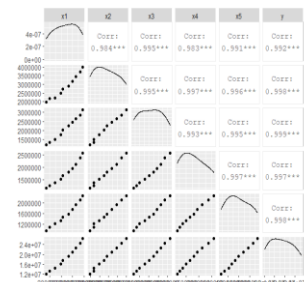 x1 x2 x3 x4 x5 y
4e-07
2e-07
0e+00
Corr: Corr: Corr: Corr: Corr:
0.984*** 0.995*** 0.983*** 0.991*** 0.992***
4000000
3500000
3000000
2500000
2000000
Corr: Corr: Corr: Corr:
0.995*** 0.997*** 0.996*** 0.998***
3000000
2500000
2000000
1500000
Corr: Corr: Corr:
0.993*** 0.995*** 0.999***
2500000
2000000
1500000
Corr: Corr:
0.997*** 0.997***
2000000
1600000
1200000
Corr:
0.998***
2.4e+07
2.0e+07
1.6e+07
1.2e+07